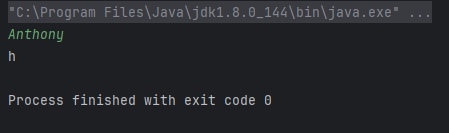 "C:\Program Files\Java\jdk1.8.0_144\bin\java.exe" ...
Anthony
h
Process finished with exit code 0